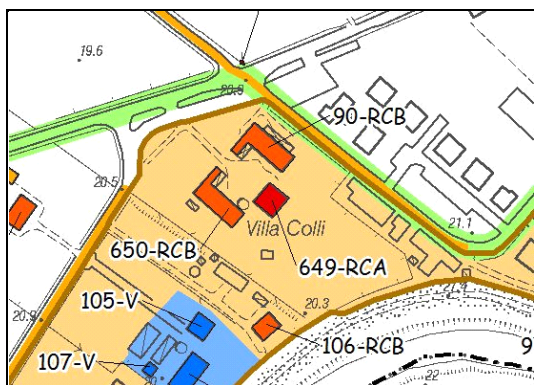 19.6
20.8
90-RCB
20.5
21.1
Villa Colli
650-RCB
649-RCA
105-V
20.3
106-RCB
107-V
9
22